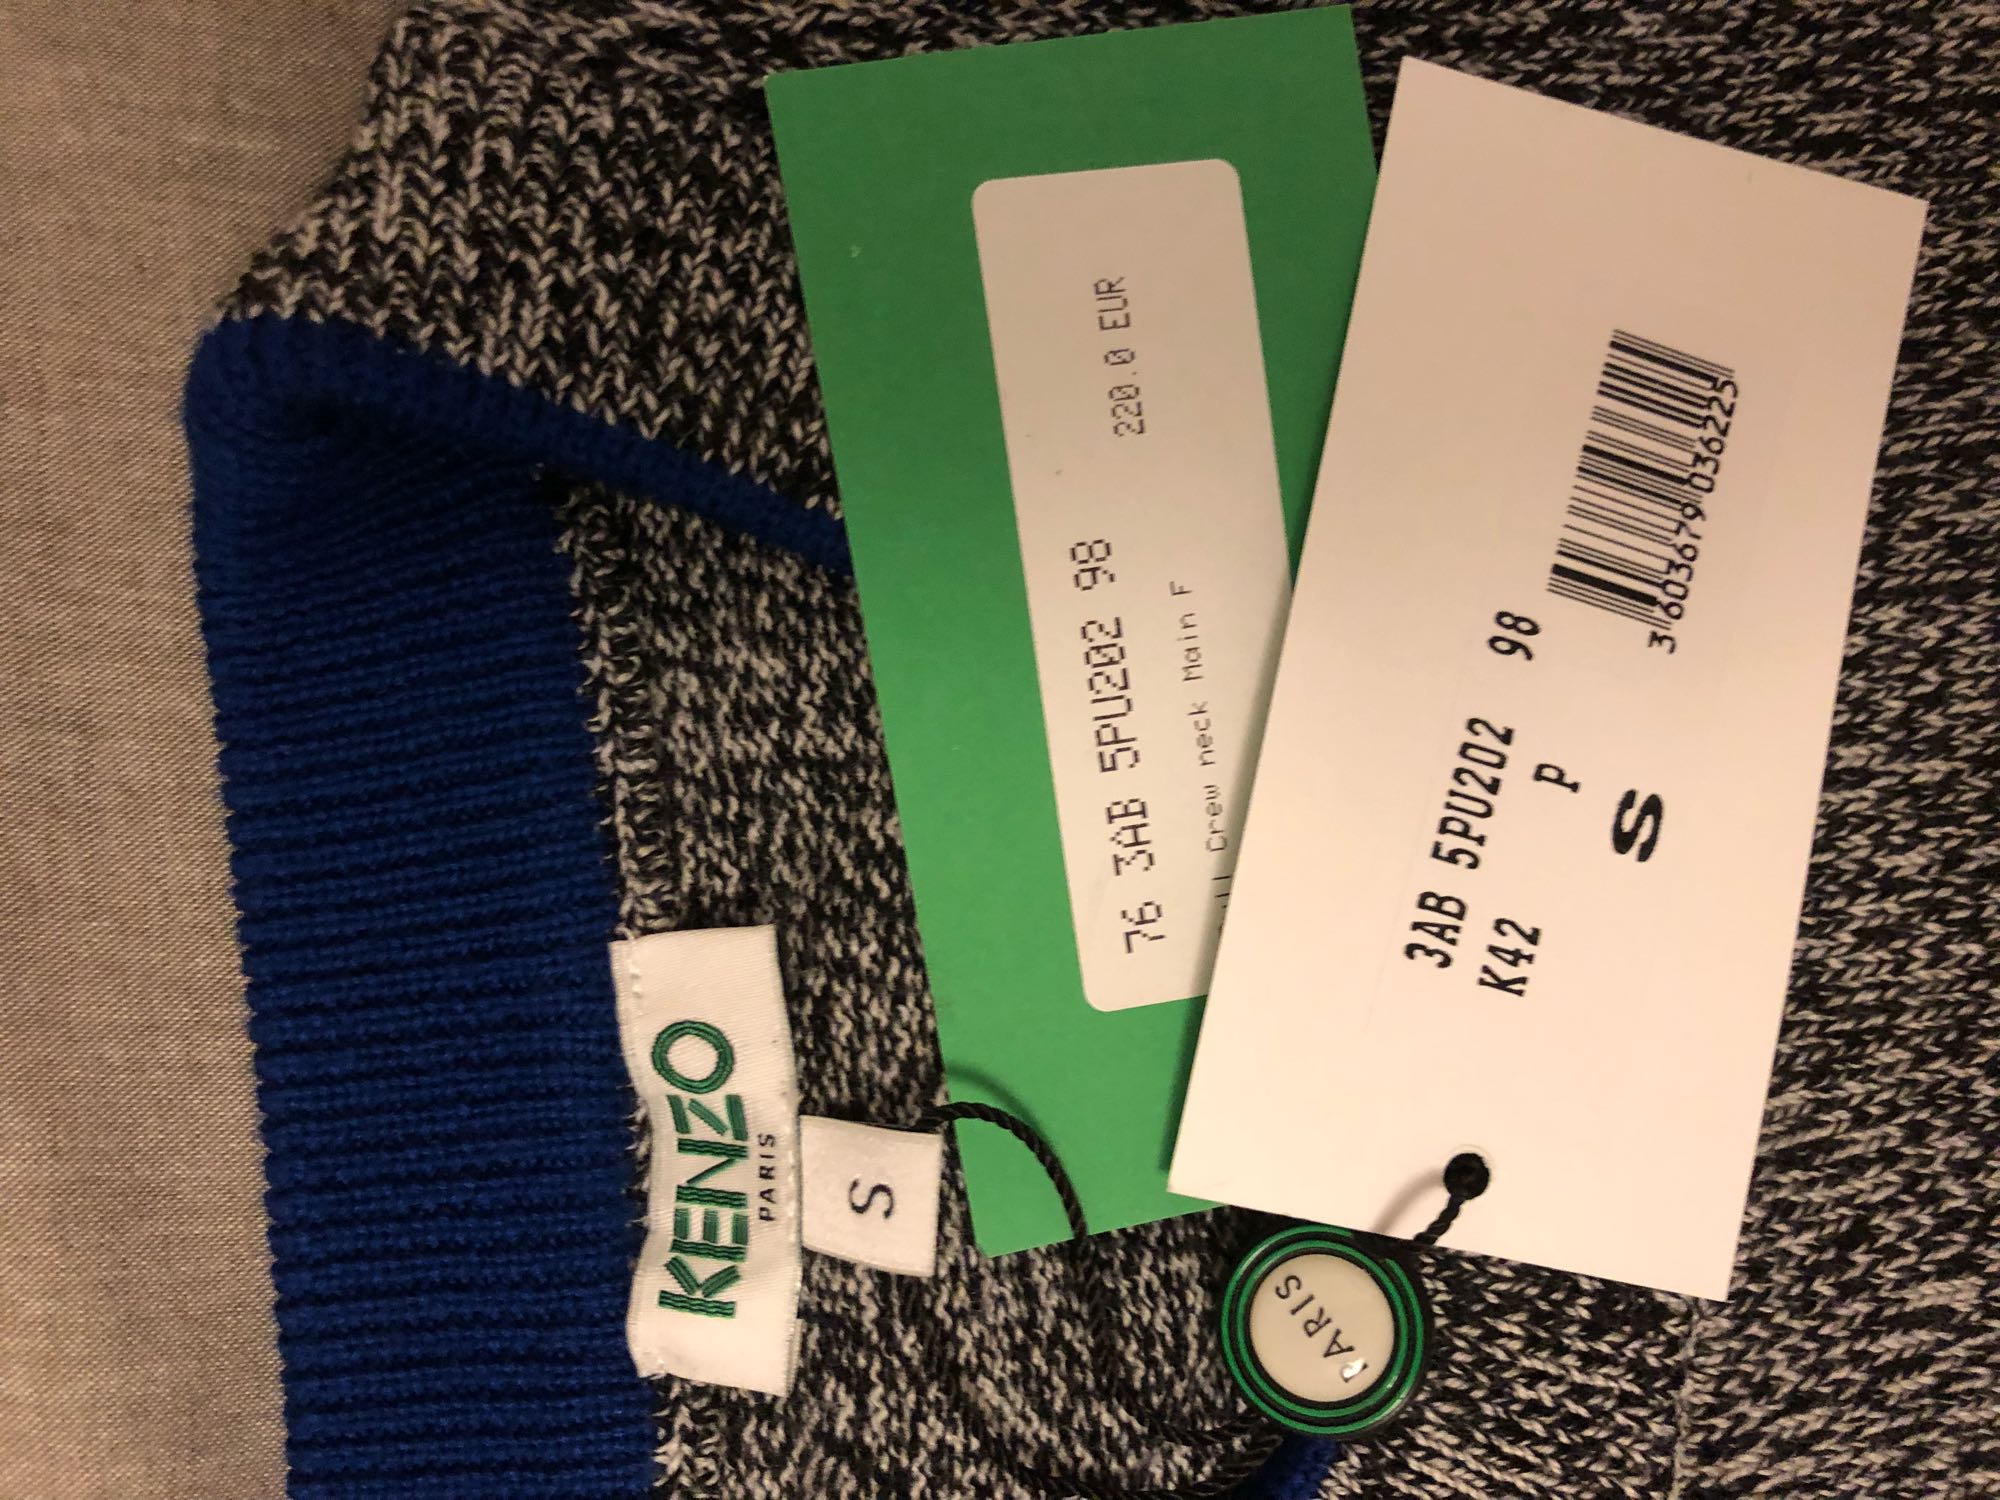 KENZO
PARIS
S
76 3AB 5PU202 98
220.0 EUR
Crew neck Main F
3AB 5PU202 98
K42 P
S
3 603679 036225
PARIS